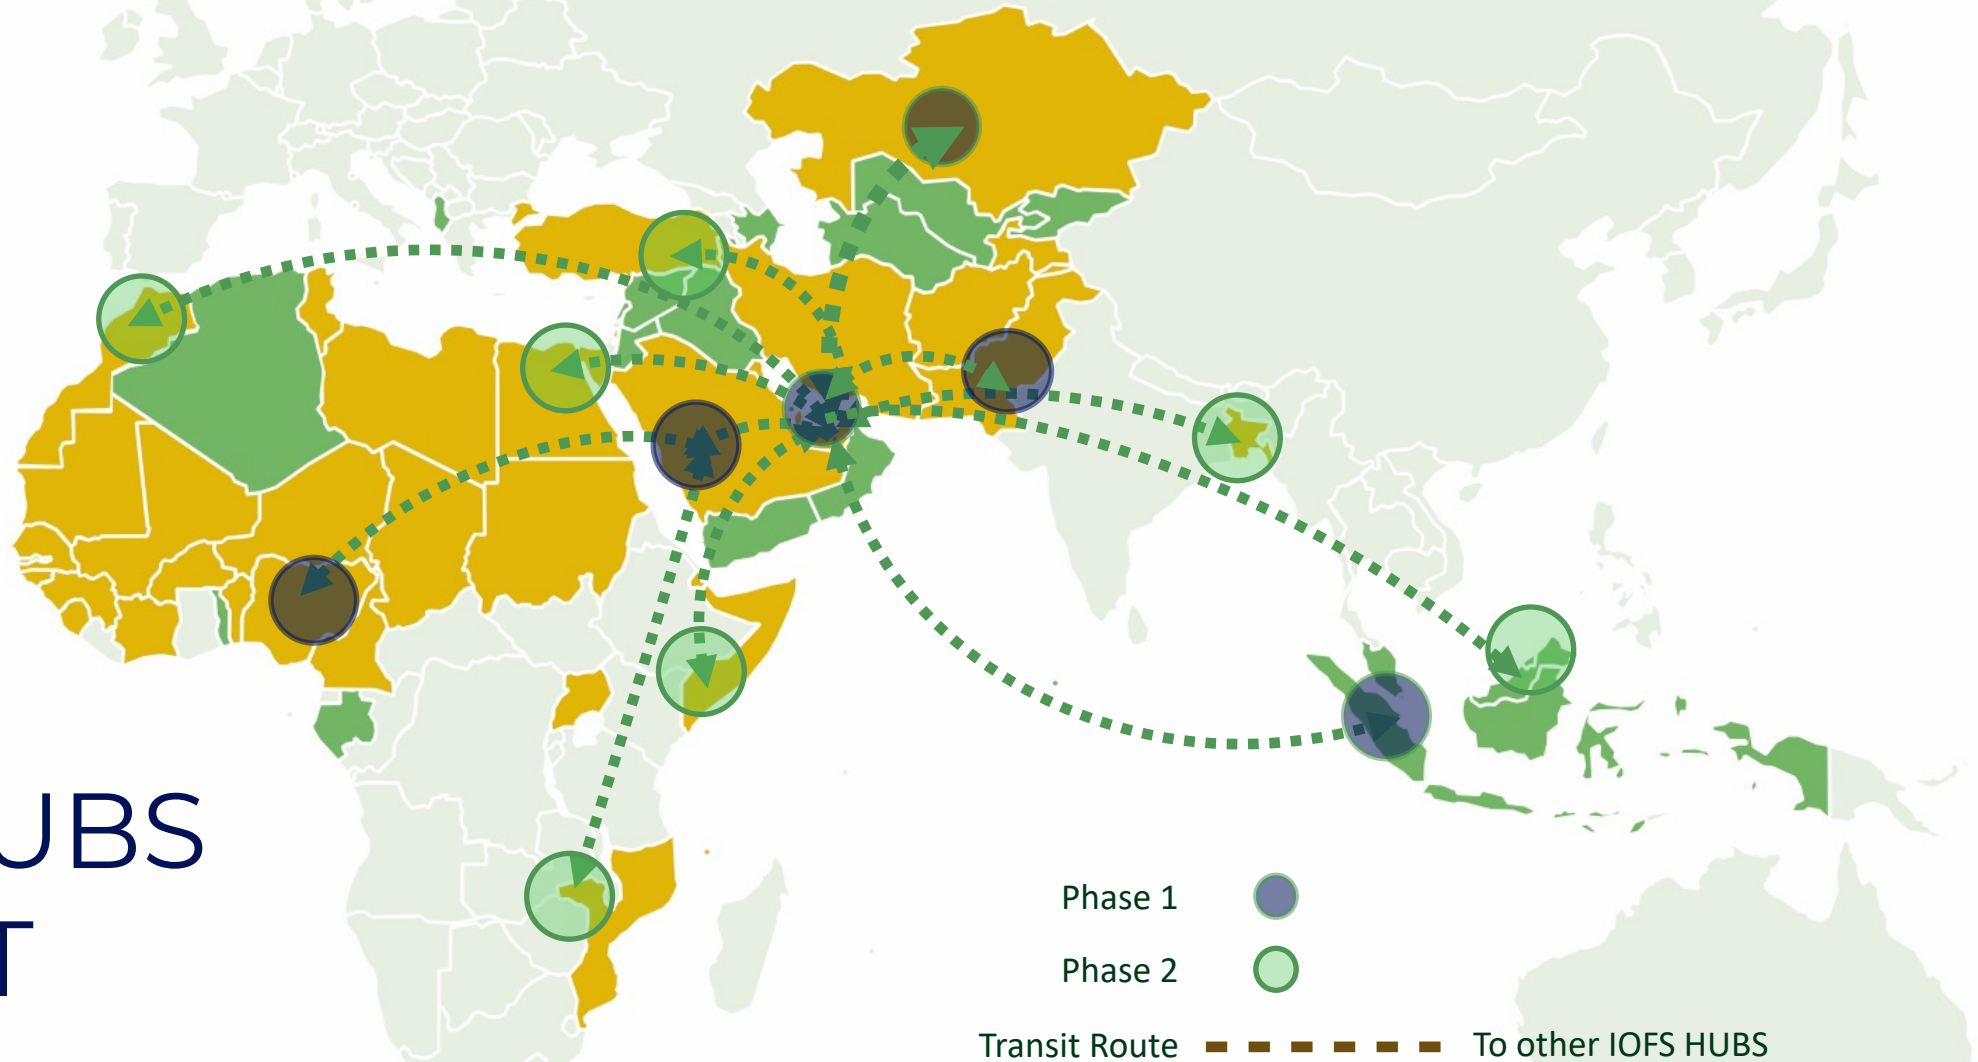 UBS
T
Phase 1
Phase 2
Transit Route
To other IOFS HUBS